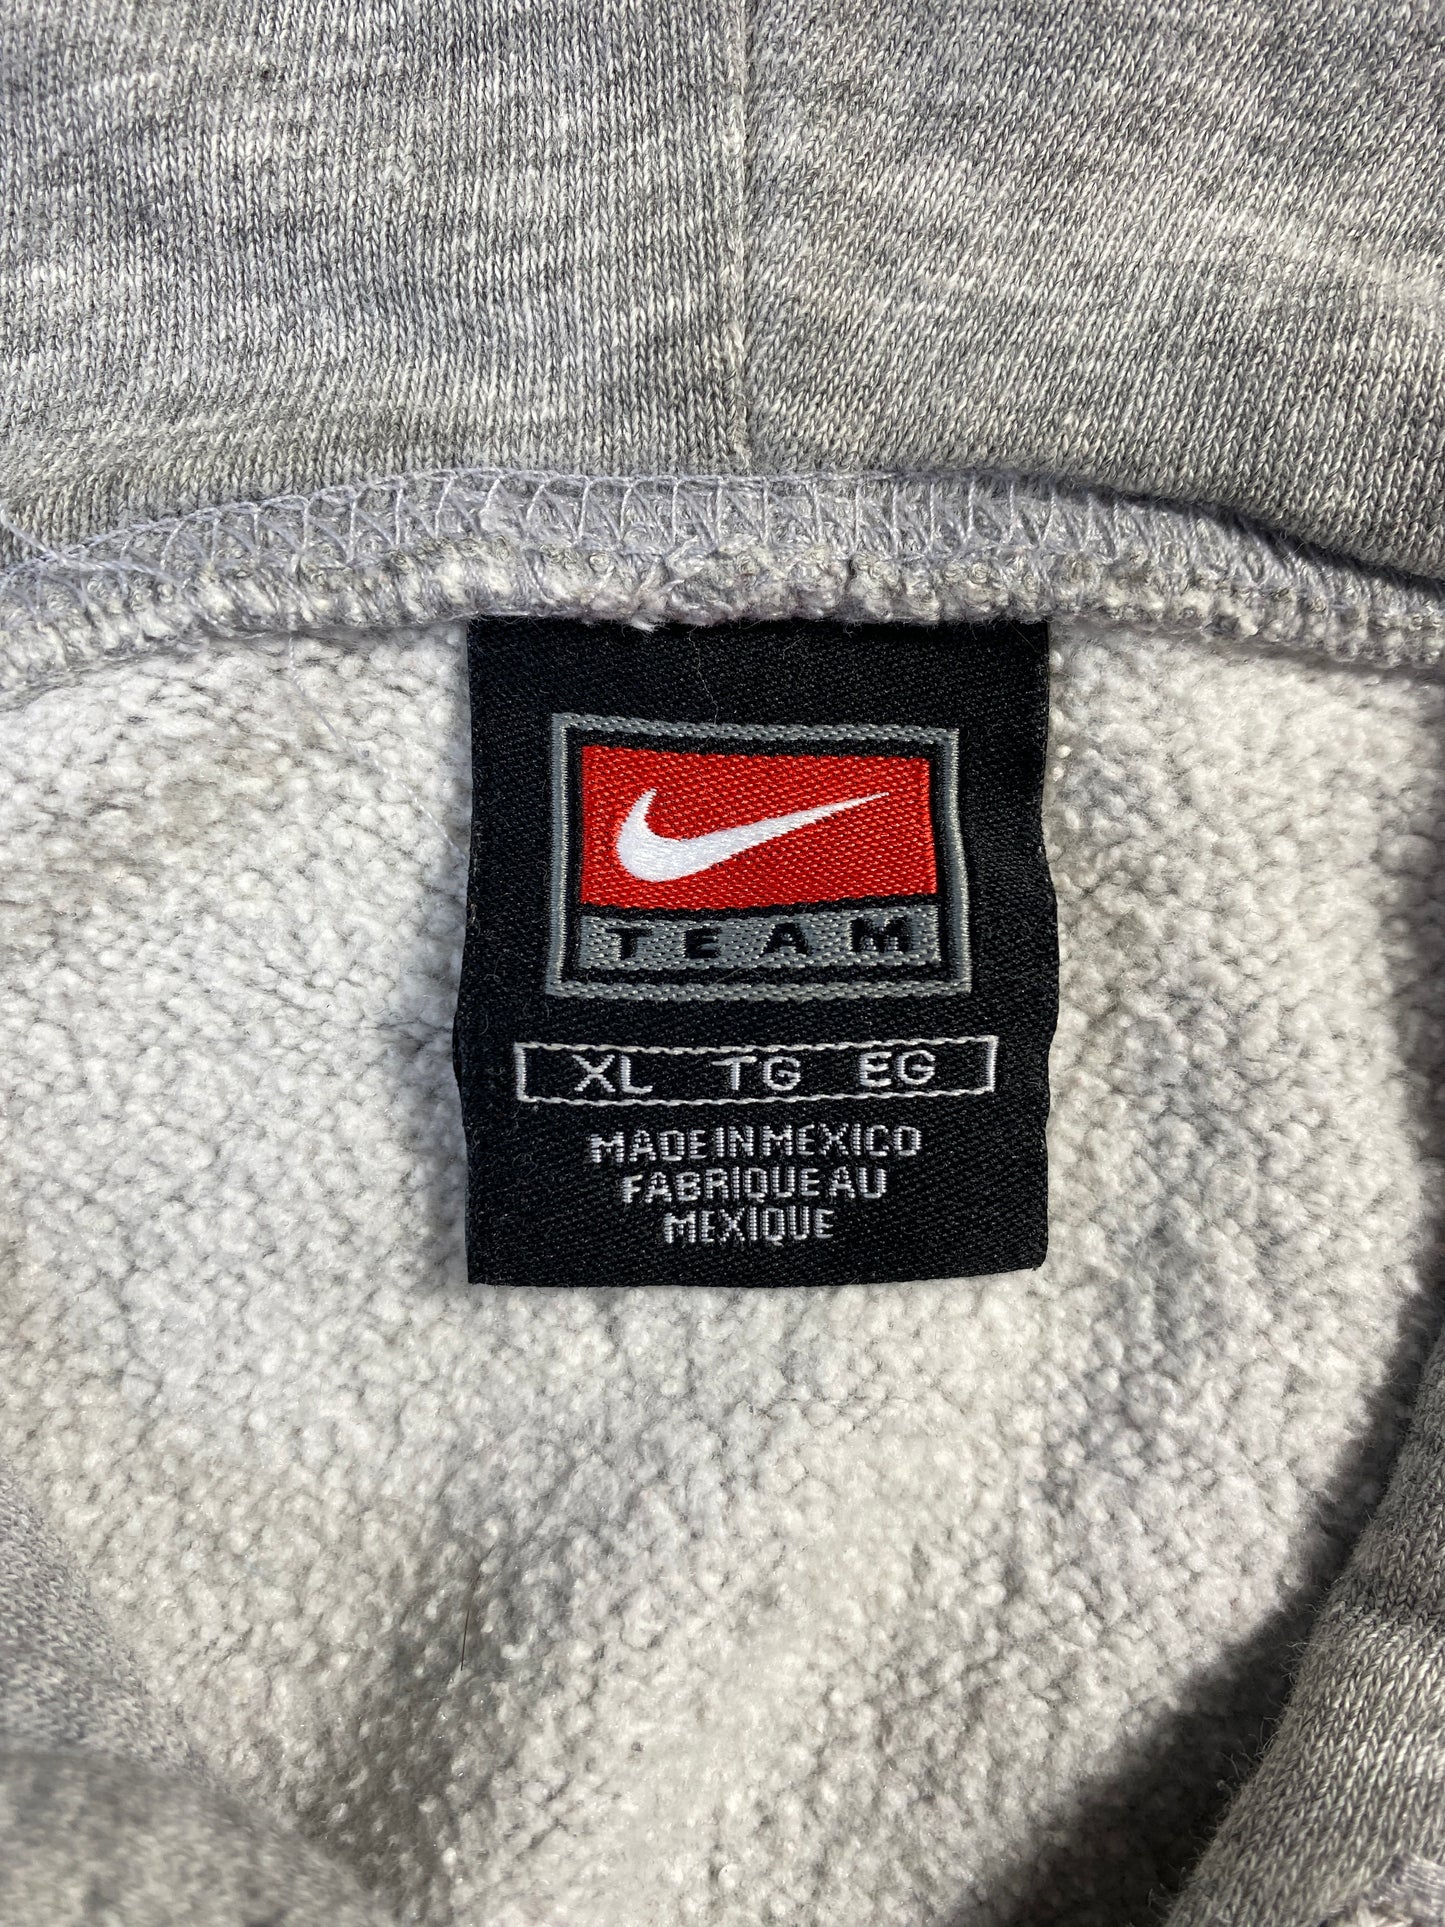 TEAM
XL TG EG
MADE IN MEXICO
FABRIQUE AU
MEXIQUE